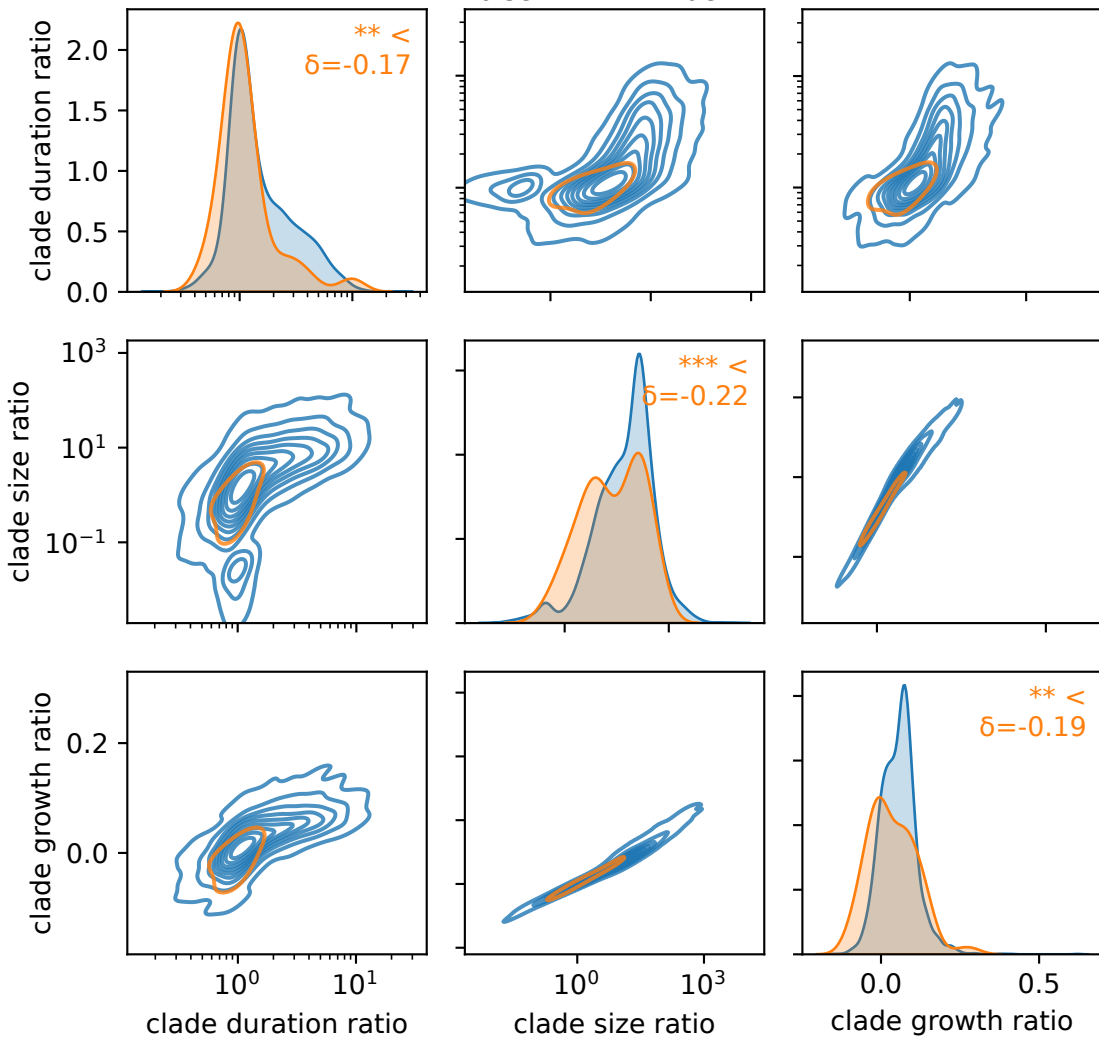 clade duration ratio
2.0
1.5
1.0
0.5
0.0
** <
δ=-0.17
clade size ratio
10³
10¹
10⁻¹
*** <
δ=-0.22
clade growth ratio
0.2
0.0
** <
δ=-0.19
10⁰ 10¹
10⁰ 10³
0.0 0.5
clade duration ratio
clade size ratio
clade growth ratio